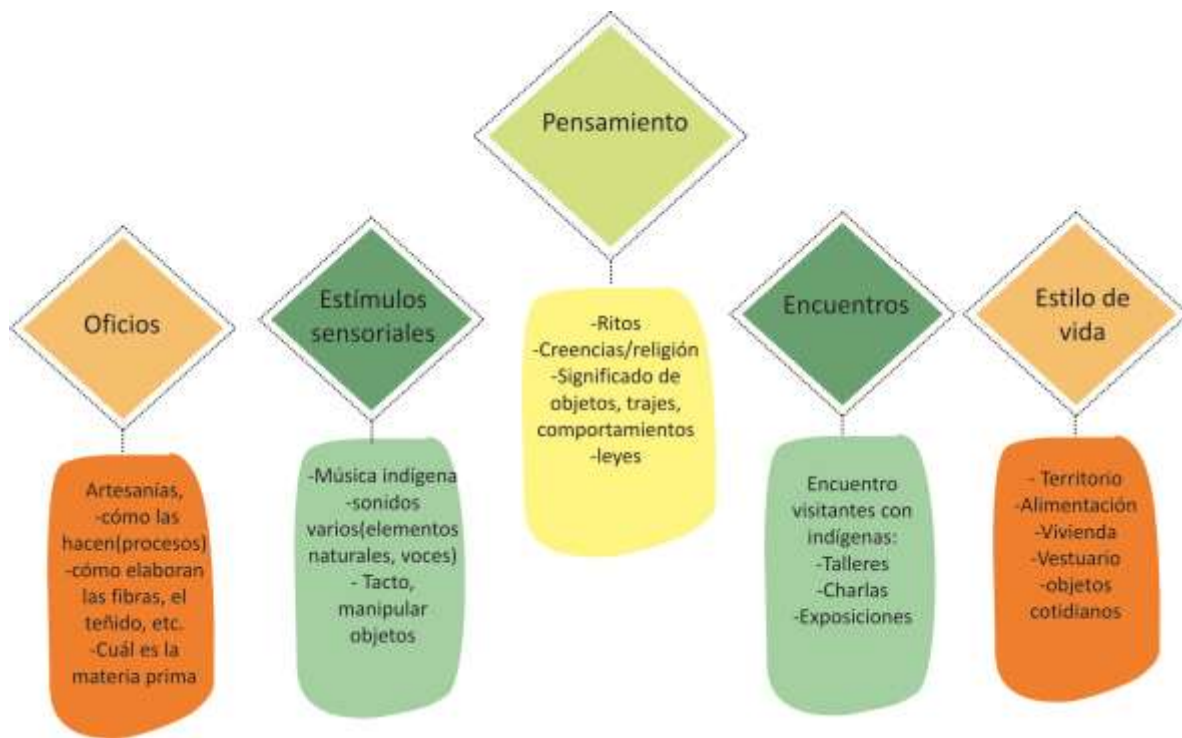 Pensamiento
-Ritos
-Creencias/religión
-Significado de
objetos, trajes,
comportamientos
-leyes
Oficios
Artesanías,
-cómo las
hacen(procesos)
-cómo elaboran
las fibras, el
teñido, etc.
-Cuál es la
materia prima
Estímulos
sensoriales
-Música indígena
-sonidos
varios(elementos
naturales, voces)
- Tacto,
manipular
objetos
Encuentros
Encuentro
visitantes con
indígenas:
-Talleres
-Charlas
-Exposiciones
Estilo de
vida
- Territorio
-Alimentación
-Vivienda
-Vestuario
-objetos
cotidianos